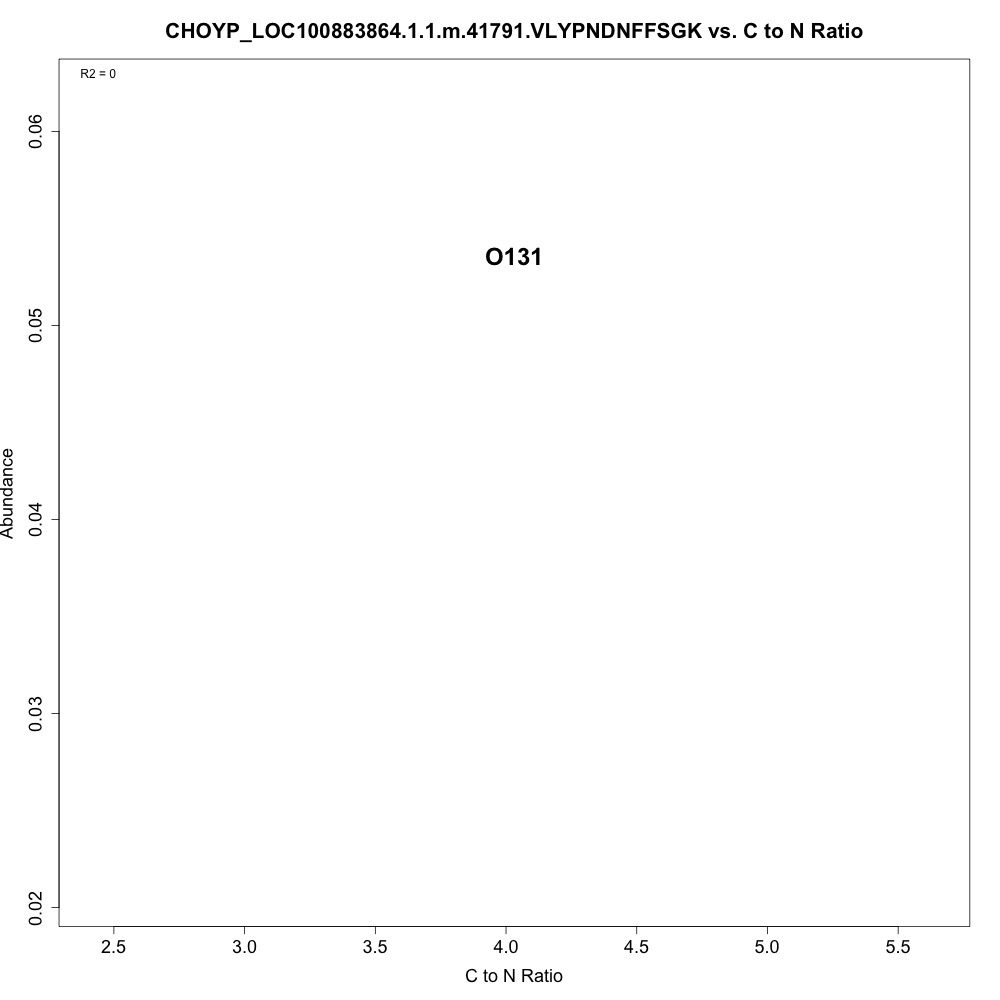 CHOYP_LOC100883864.1.1.m.41791.VLYPNDNFFSGK vs. C to N Ratio
R2 = 0
0.06
O131
0.05
Abundance
0.04
0.03
0.02
2.5 3.0 3.5 4.0 4.5 5.0 5.5
C to N Ratio